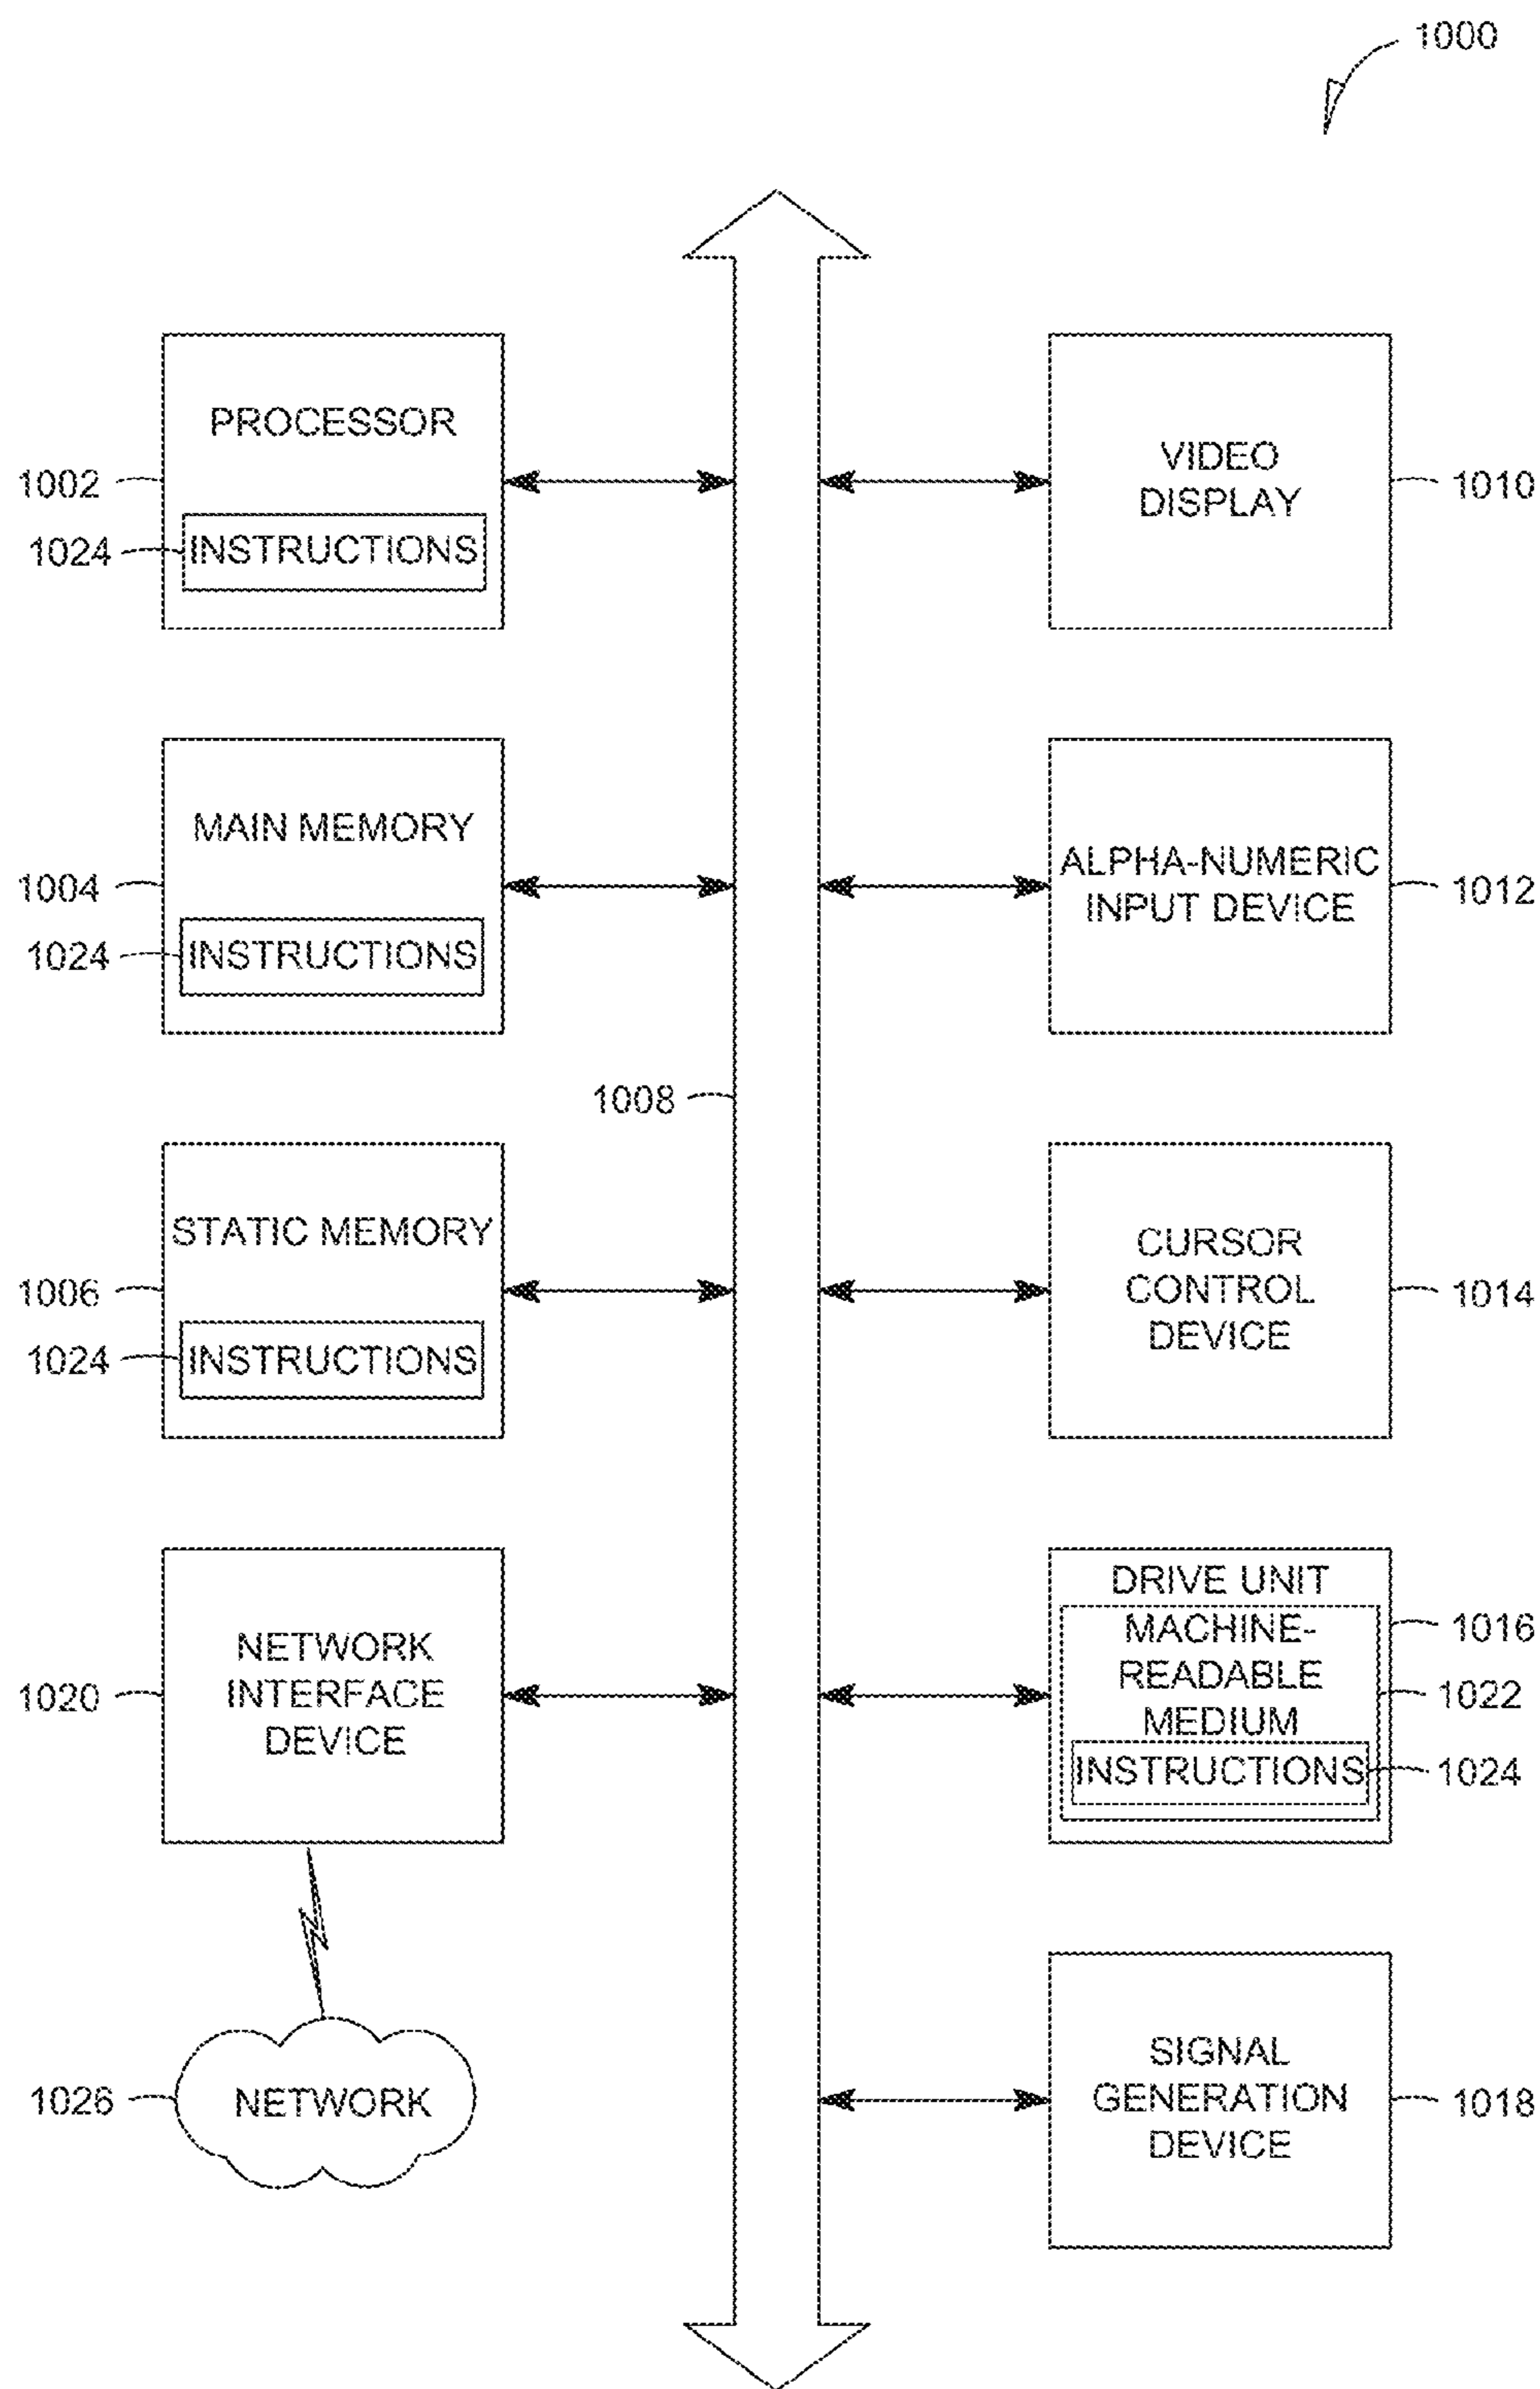 1000
PROCESSOR
1002
1024
INSTRUCTIONS
VIDEO
DISPLAY
1010
MAIN MEMORY
1004
1024
INSTRUCTIONS
ALPHA-NUMERIC
INPUT DEVICE
1012
1008
STATIC MEMORY
1006
1024
INSTRUCTIONS
CURSOR
CONTROL
DEVICE
1014
NETWORK
INTERFACE
DEVICE
1020
DRIVE UNIT
1016
MACHINE-
READABLE
MEDIUM
1022
INSTRUCTIONS
1024
1026
NETWORK
SIGNAL
GENERATION
DEVICE
1018